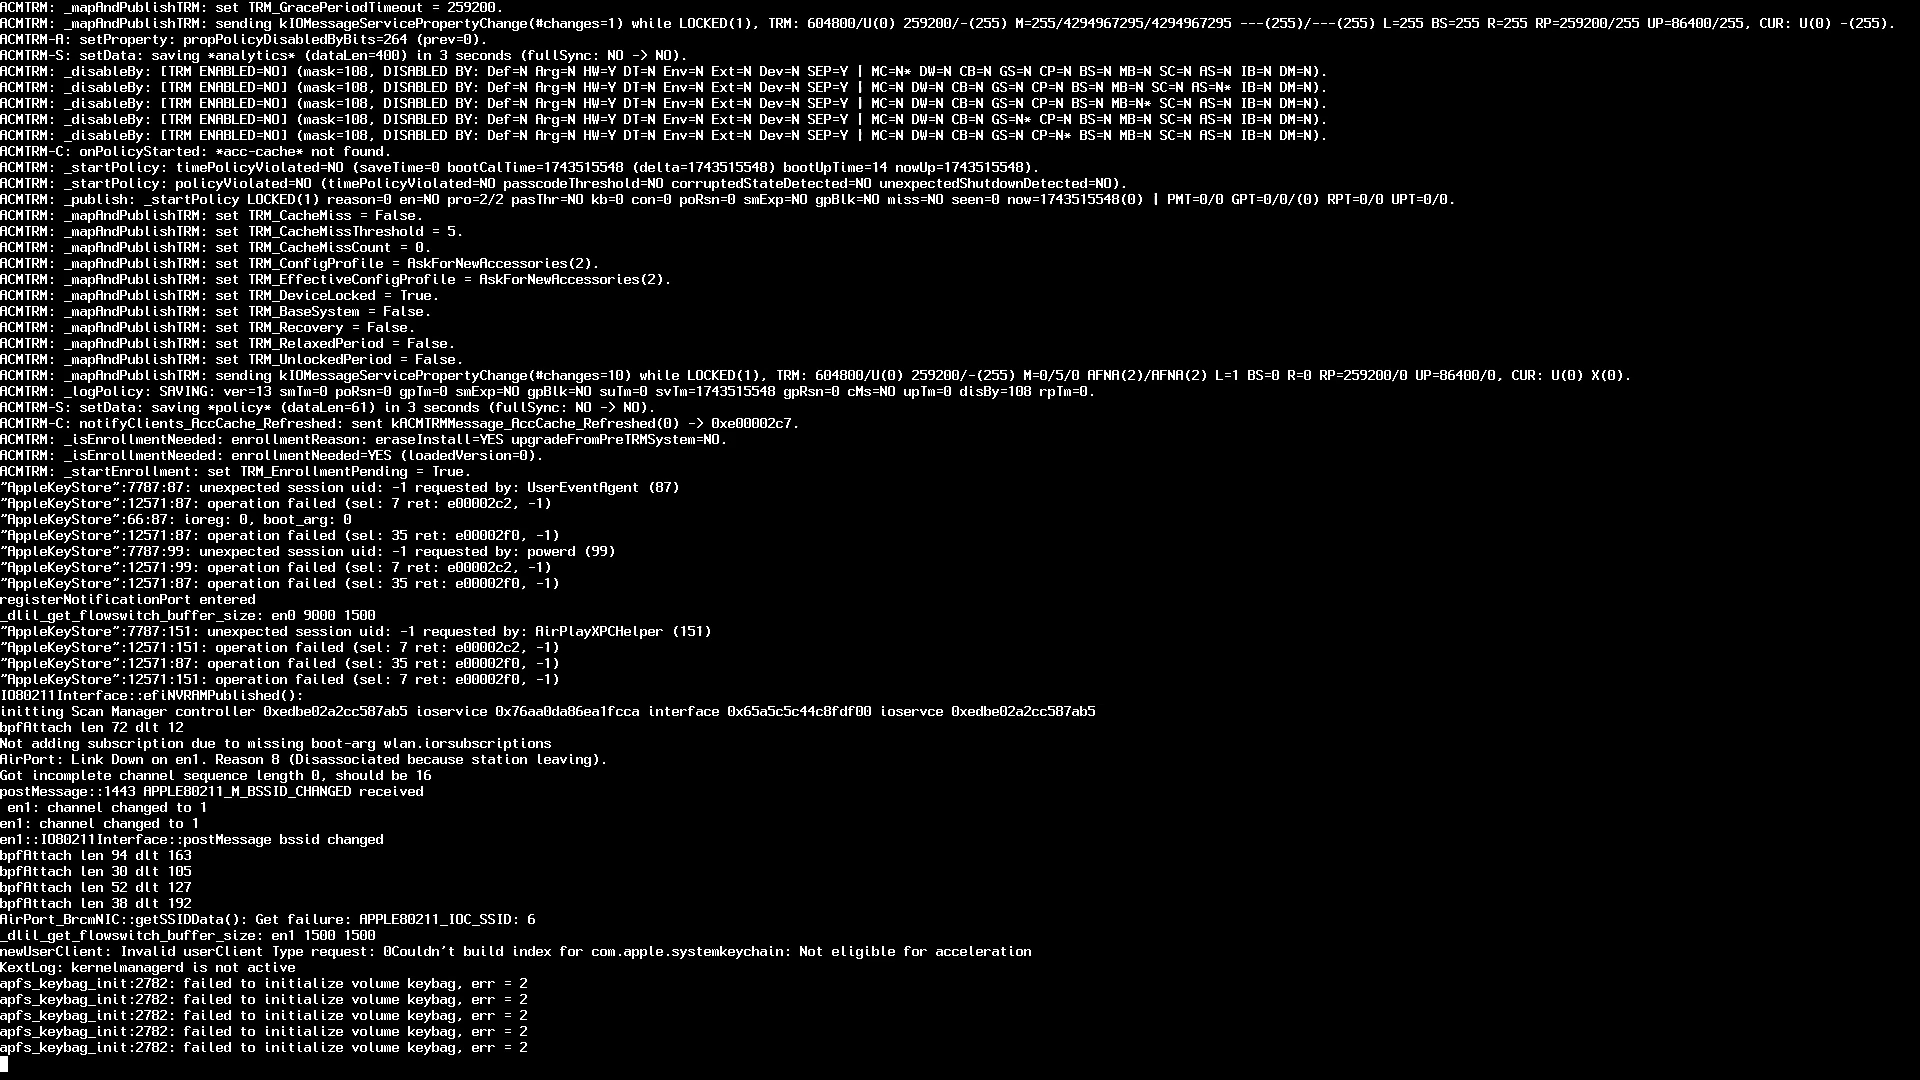 ACMTRM: _mapAndPublishTRM: set TRM_GracePeriodTimeout = 259200.
ACMTRM: _mapAndPublishTRM: sending kIOMessageServicePropertyChange(#changes=1) while LOCKED(1), TRM: 604800/U(0) 259200/-(255) M=255/4294967295/4294967295 ---(255)/---(255) L=255 BS=255 R=255 RP=259200/255 UP=86400/255, CUR: U(0) -(255).
ACMTRM-A: setProperty: propPolicyDisabledByBits=264 (prev=0).
ACMTRM-S: setData: saving *analytics* (dataLen=400) in 3 seconds (fullSync: NO -> NO).
ACMTRM: _disableBy: [TRM ENABLED=NO] (mask=108, DISABLED BY: Def=N Arg=N HW=Y DT=N Env=N Ext=N Dev=N SEP=Y | MC=N* DW=N CB=N GS=N CP=N BS=N MB=N SC=N AS=N IB=N DM=N).
ACMTRM: _disableBy: [TRM ENABLED=NO] (mask=108, DISABLED BY: Def=N Arg=N HW=Y DT=N Env=N Ext=N Dev=N SEP=Y | MC=N DW=N CB=N GS=N CP=N BS=N MB=N SC=N AS=N* IB=N DM=N).
ACMTRM: _disableBy: [TRM ENABLED=NO] (mask=108, DISABLED BY: Def=N Arg=N HW=Y DT=N Env=N Ext=N Dev=N SEP=Y | MC=N DW=N CB=N GS=N CP=N BS=N MB=N* SC=N AS=N IB=N DM=N).
ACMTRM: _disableBy: [TRM ENABLED=NO] (mask=108, DISABLED BY: Def=N Arg=N HW=Y DT=N Env=N Ext=N Dev=N SEP=Y | MC=N DW=N CB=N GS=N* CP=N BS=N MB=N SC=N AS=N IB=N DM=N).
ACMTRM: _disableBy: [TRM ENABLED=NO] (mask=108, DISABLED BY: Def=N Arg=N HW=Y DT=N Env=N Ext=N Dev=N SEP=Y | MC=N DW=N CB=N GS=N CP=N* BS=N MB=N SC=N AS=N IB=N DM=N).
ACMTRM-C: onPolicyStarted: *acc-cache* not found.
ACMTRM: _startPolicy: timePolicyViolated=NO (saveTime=0 bootCalTime=1743515548 (delta=1743515548) bootUpTime=14 nowUp=1743515548).
ACMTRM: _startPolicy: policyViolated=NO (timePolicyViolated=NO passcodeThreshold=NO corruptedStateDetected=NO unexpectedShutdownDetected=NO).
ACMTRM: _publish: _startPolicy LOCKED(1) reason=0 en=NO pro=2/2 pasThr=NO kb=0 con=0 poRsn=0 smExp=NO gpBlk=NO miss=NO seen=0 now=1743515548(0) | PMT=0/0 GPT=0/0/(0) RPT=0/0 UPT=0/0.
ACMTRM: _mapAndPublishTRM: set TRM_CacheMiss = False.
ACMTRM: _mapAndPublishTRM: set TRM_CacheMissThreshold = 5.
ACMTRM: _mapAndPublishTRM: set TRM_CacheMissCount = 0.
ACMTRM: _mapAndPublishTRM: set TRM_ConfigProfile = AskForNewAccessories(2).
ACMTRM: _mapAndPublishTRM: set TRM_EffectiveConfigProfile = AskForNewAccessories(2).
ACMTRM: _mapAndPublishTRM: set TRM_DeviceLocked = True.
ACMTRM: _mapAndPublishTRM: set TRM_BaseSystem = False.
ACMTRM: _mapAndPublishTRM: set TRM_Recovery = False.
ACMTRM: _mapAndPublishTRM: set TRM_RelaxedPeriod = False.
ACMTRM: _mapAndPublishTRM: set TRM_UnlockedPeriod = False.
ACMTRM: _mapAndPublishTRM: sending kIOMessageServicePropertyChange(#changes=10) while LOCKED(1), TRM: 604800/U(0) 259200/-(255) M=0/5/0 AFNA(2)/AFNA(2) L=1 BS=0 R=0 RP=259200/0 UP=86400/0, CUR: U(0) X(0).
ACMTRM: _logPolicy: SAVING: ver=13 smTm=0 poRsn=0 gpTm=0 smExp=NO gpBlk=NO suTm=0 svTm=1743515548 gpRsn=0 cMs=NO upTm=0 disBy=108 rpTm=0.
ACMTRM-S: setData: saving *policy* (dataLen=61) in 3 seconds (fullSync: NO -> NO).
ACMTRM-C: notifyClients_AccCache_Refreshed: sent kACMTRMMessage_AccCache_Refreshed(0) -> 0xe00002c7.
ACMTRM: _isEnrollmentNeeded: enrollmentReason: eraseInstall=YES upgradeFromPreTRMSystem=NO.
ACMTRM: _isEnrollmentNeeded: enrollmentNeeded=YES (loadedVersion=0).
ACMTRM: _startEnrollment: set TRM_EnrollmentPending = True.
"AppleKeyStore":7787:87: unexpected session uid: -1 requested by: UserEventAgent (87)
"AppleKeyStore":12571:87: operation failed (sel: 7 ret: e00002c2, -1)
"AppleKeyStore":66:87: ioreg: 0, boot_arg: 0
"AppleKeyStore":12571:87: operation failed (sel: 35 ret: e00002f0, -1)
"AppleKeyStore":7787:99: unexpected session uid: -1 requested by: powerd (99)
"AppleKeyStore":12571:99: operation failed (sel: 7 ret: e00002c2, -1)
"AppleKeyStore":12571:87: operation failed (sel: 35 ret: e00002f0, -1)
registerNotificationPort entered
_dlil_get_flowswitch_buffer_size: en0 9000 1500
"AppleKeyStore":7787:151: unexpected session uid: -1 requested by: AirPlayXPCHelper (151)
"AppleKeyStore":12571:151: operation failed (sel: 7 ret: e00002c2, -1)
"AppleKeyStore":12571:87: operation failed (sel: 35 ret: e00002f0, -1)
"AppleKeyStore":12571:151: operation failed (sel: 7 ret: e00002f0, -1)
IO80211Interface::efiNVRAMPublished():
initting Scan Manager controller 0xedbe02a2cc587ab5 ioservice 0x76aa0da86ea1fcca interface 0x65a5c5c44c8fdf00 ioservce 0xedbe02a2cc587ab5
bpfAttach len 72 dlt 12
Not adding subscription due to missing boot-arg wlan.iorsubscriptions
AirPort: Link Down on en1. Reason 8 (Disassociated because station leaving).
Got incomplete channel sequence length 0, should be 16
postMessage::1443 APPLE80211_M_BSSID_CHANGED received
 en1: channel changed to 1
en1: channel changed to 1
en1::IO80211Interface::postMessage bssid changed
bpfAttach len 94 dlt 163
bpfAttach len 30 dlt 105
bpfAttach len 52 dlt 127
bpfAttach len 38 dlt 192
AirPort_BrcmNIC::getSSIDData(): Get failure: APPLE80211_IOC_SSID: 6
_dlil_get_flowswitch_buffer_size: en1 1500 1500
newUserClient: Invalid userClient Type request: 0Couldn't build index for com.apple.systemkeychain: Not eligible for acceleration
KextLog: kernelmanagerd is not active
apfs_keybag_init:2782: failed to initialize volume keybag, err = 2
apfs_keybag_init:2782: failed to initialize volume keybag, err = 2
apfs_keybag_init:2782: failed to initialize volume keybag, err = 2
apfs_keybag_init:2782: failed to initialize volume keybag, err = 2
apfs_keybag_init:2782: failed to initialize volume keybag, err = 2